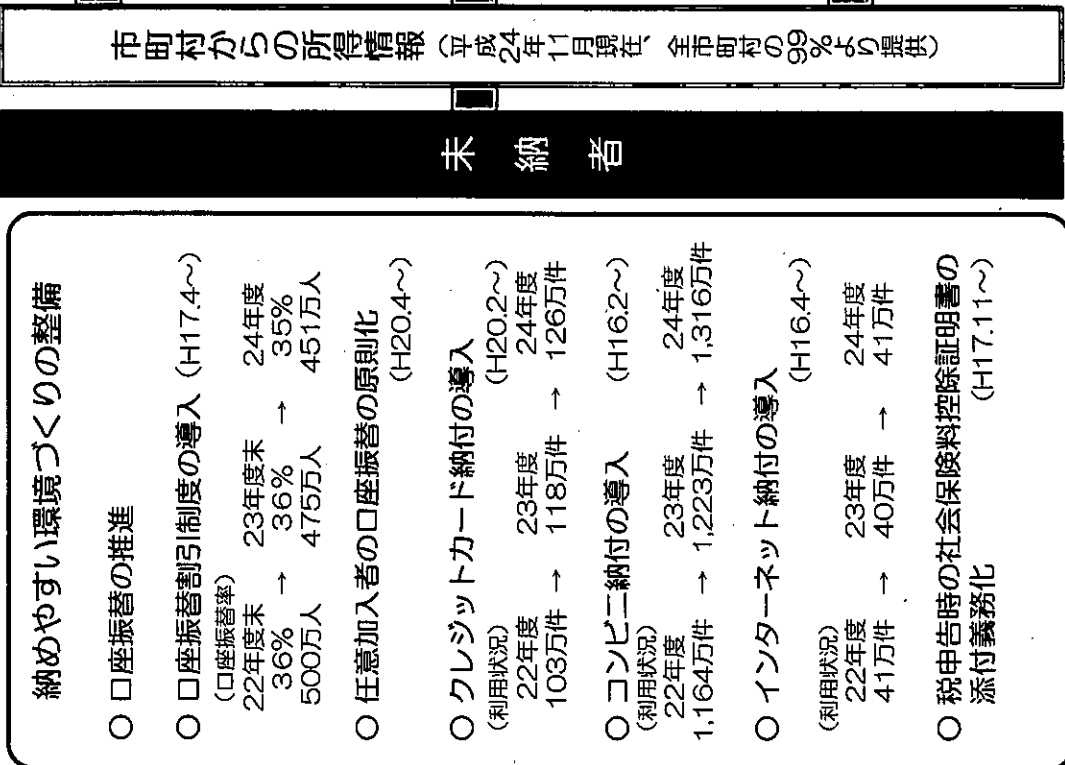 市町村からの所得情報（平成24年11月現在、全市町村の99%より提供）
未納者
納めやすい環境づくりの整備
○ 口座振替の推進
○ 口座振替割引制度の導入（H17.4～）
（口座振替率）
22年度末 23年度末 24年度
36% → 36% → 35%
500万人 475万人 451万人
○ 任意加入者の口座振替の原則化
（H20.4～）
○ クレジットカード納付の導入
（利用状況） （H20.2～）
22年度 23年度 24年度
103万件 → 118万件 → 126万件
○ コンビニ納付の導入 （H16.2～）
（利用状況）
22年度 23年度 24年度
1,164万件 → 1,223万件 → 1,316万件
○ インターネット納付の導入
（H16.4～）
（利用状況）
22年度 23年度 24年度
41万件 → 40万件 → 41万件
○ 税申告時の社会保険料控除証明書の
添付義務化 （H17.11～）